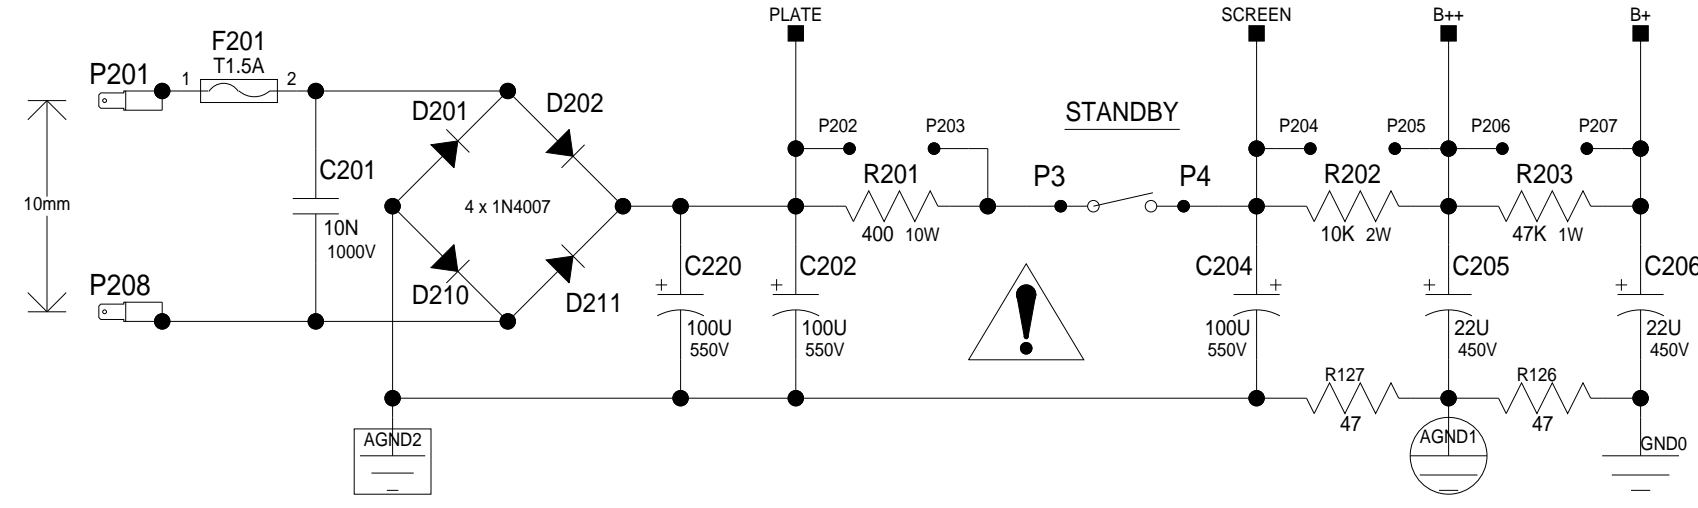 PLATE
SCREEN
B++
B+
F201
T1.5A
P201
1
2
D201
D202
STANDBY
P202
P203
P204
P205
P206
P207
C201
R201
P3
P4
R202
R203
10mm
4 x 1N4007
10N
1000V
400 10W
10K 2W
47K 1W
P208
D210
D211
C220
C202
C204
C205
C206
+
+
+
+
+
!
100U
550V
100U
550V
100U
550V
22U
450V
22U
450V
R127
R126
47
47
AGND2
AGND1
GND0